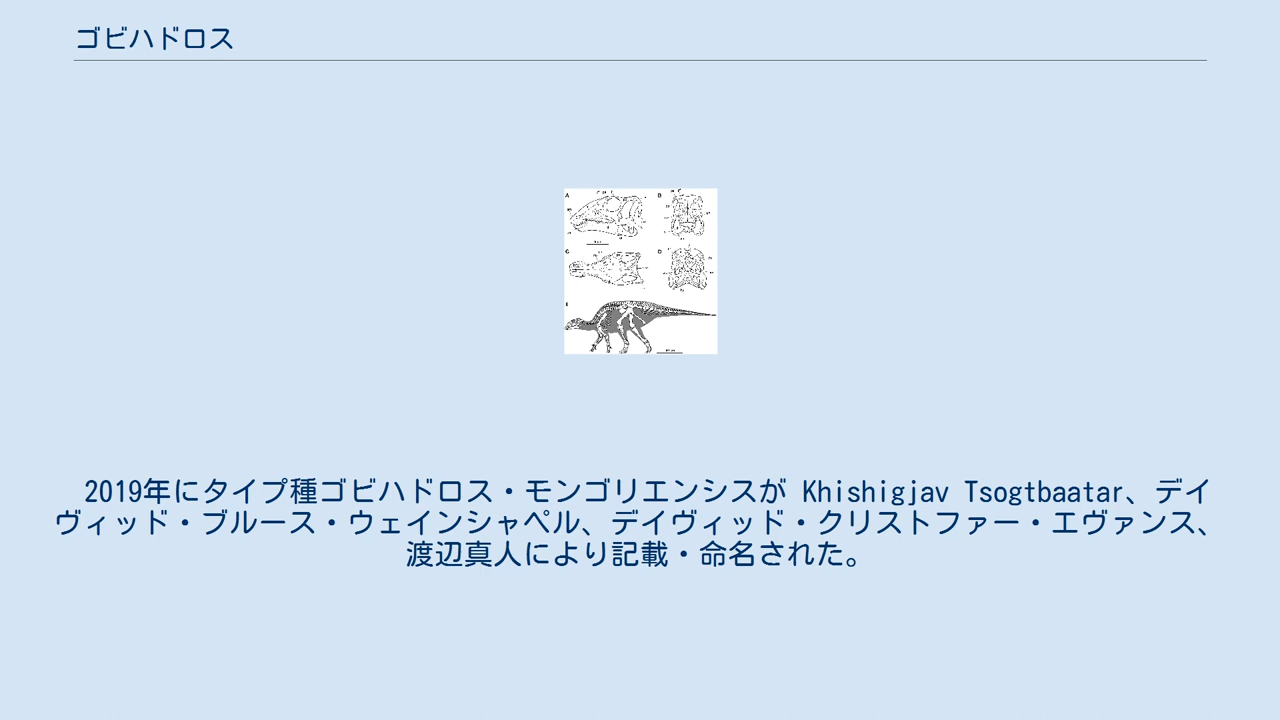 ゴビハドロス
A
B
C
D
E
2019年にタイプ種ゴビハドロス・モンゴリエンシスが Khishigjav Tsogtbaatar、デイ
ヴィッド・ブルース・ウェインシャペル、デイヴィッド・クリストファー・エヴァンス、
渡辺真人により記載・命名された。